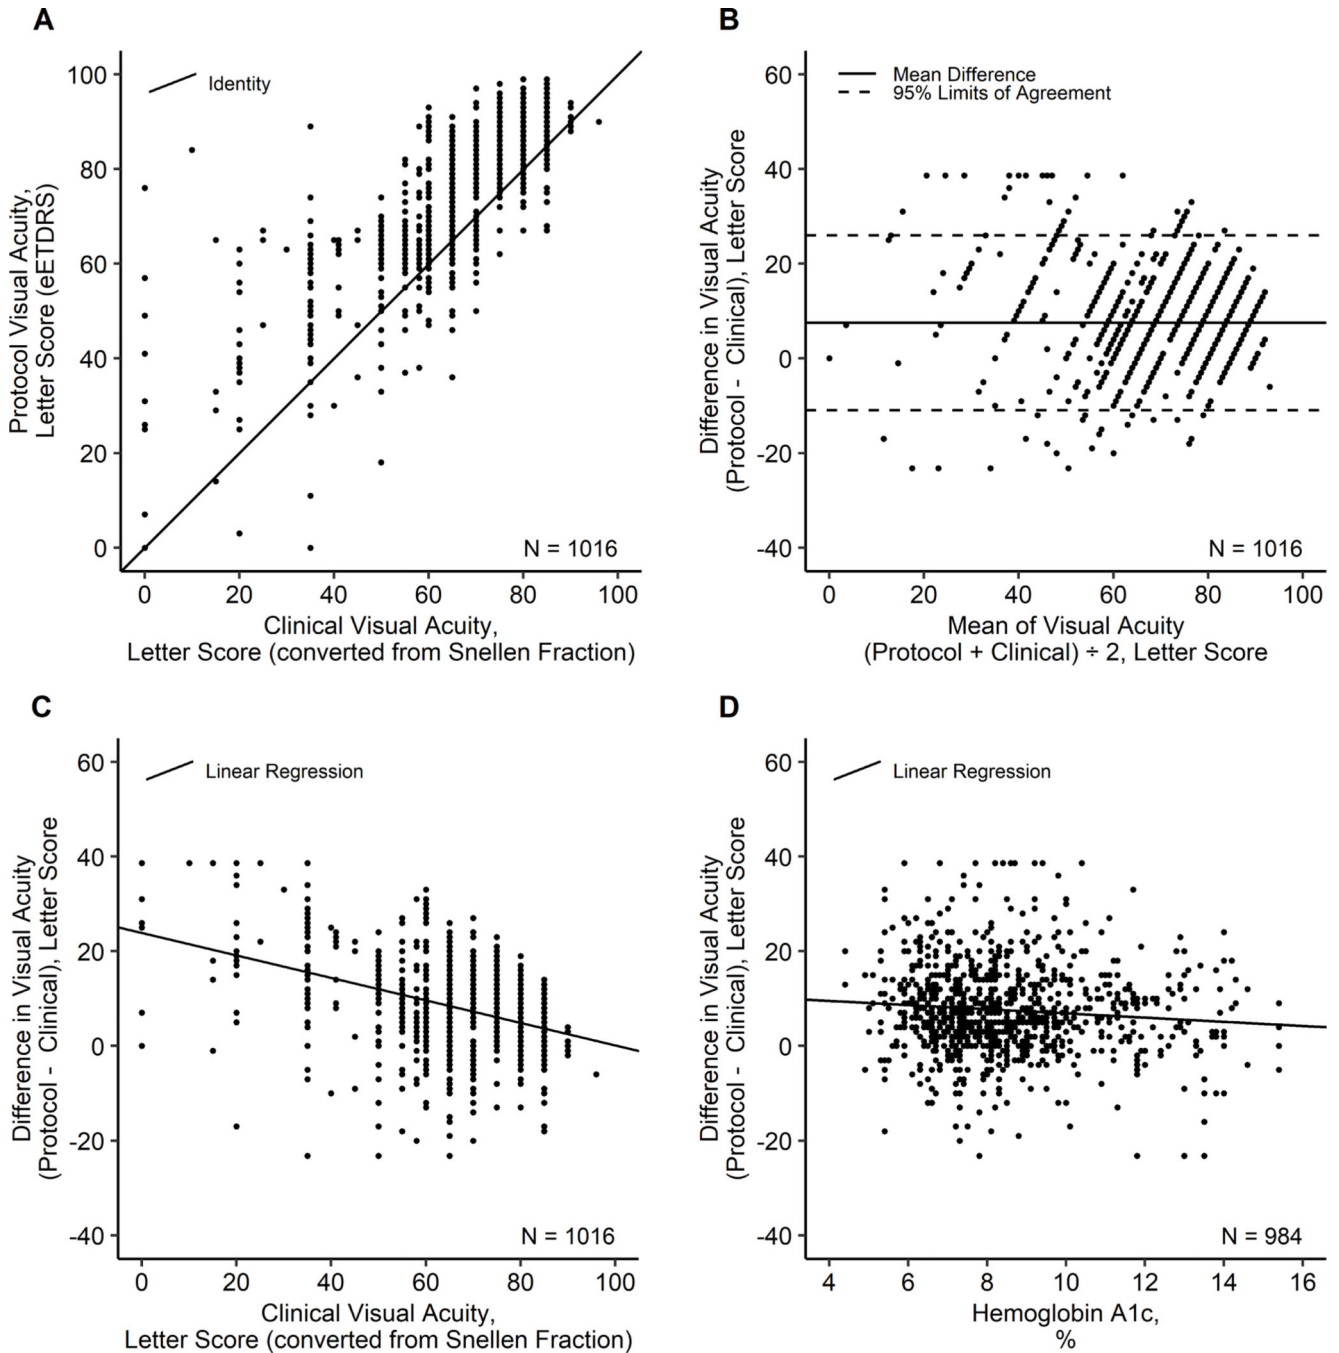 A
Protocol Visual Acuity,
Letter Score (eETDRS)
100
80
60
40
20
0
Identity
N = 1016
0 20 40 60 80 100
Clinical Visual Acuity,
Letter Score (converted from Snellen Fraction)
B
Difference in Visual Acuity
(Protocol - Clinical), Letter Score
60
40
20
0
-20
-40
Mean Difference
95% Limits of Agreement
N = 1016
0 20 40 60 80 100
Mean of Visual Acuity
(Protocol + Clinical) ÷ 2, Letter Score
C
Difference in Visual Acuity
(Protocol - Clinical), Letter Score
60
40
20
0
-20
-40
Linear Regression
N = 1016
0 20 40 60 80 100
Clinical Visual Acuity,
Letter Score (converted from Snellen Fraction)
D
Difference in Visual Acuity
(Protocol - Clinical), Letter Score
60
40
20
0
-20
-40
Linear Regression
N = 984
4 6 8 10 12 14 16
Hemoglobin A1c,
%